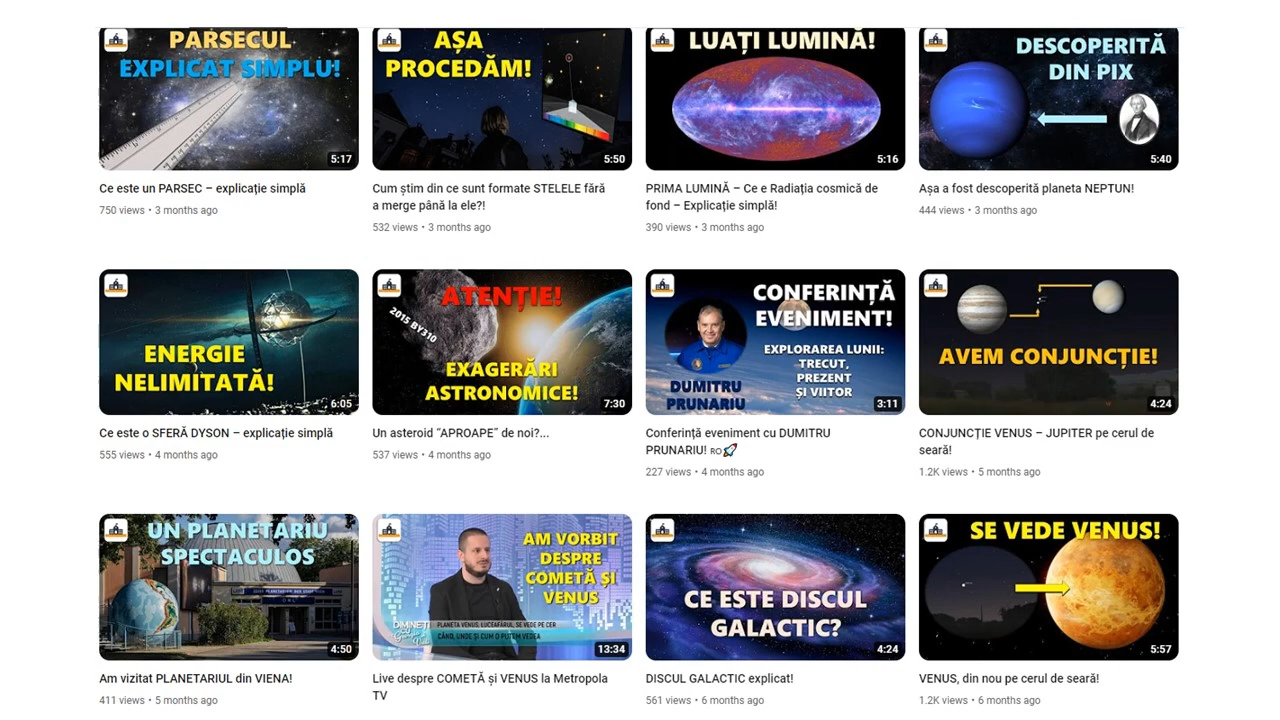 PARSECUL
EXPLICAT SIMPLU!
5:17
AȘA
PROCEDĂM!
5:50
LUAȚI LUMINĂ!
5:16
DESCOPERITĂ
DIN PIX
5:40
Ce este un PARSEC – explicație simplă
750 views • 3 months ago
Cum știm din ce sunt formate STELELE fără
a merge până la ele?!
532 views • 3 months ago
PRIMA LUMINĂ – Ce e Radiația cosmică de
fond – Explicație simplă!
390 views • 3 months ago
Așa a fost descoperită planeta NEPTUN!
444 views • 3 months ago
ENERGIE
NELIMITATĂ!
6:05
ATENȚIE!
2015 BY310
EXAGERĂRI
ASTRONOMICE!
7:30
CONFERINȚĂ
EVENIMENT!
EXPLORAREA LUNII:
TRECUT,
PREZENT
ȘI VIITOR
DUMITRU
PRUNARIU
3:11
AVEM CONJUNCȚIE!
4:24
Ce este o SFERĂ DYSON – explicație simplă
555 views • 4 months ago
Un asteroid “APROAPE” de noi?...
537 views • 4 months ago
Conferință eveniment cu DUMITRU
PRUNARIU! RO🚀
227 views • 4 months ago
CONJUNCȚIE VENUS – JUPITER pe cerul de
seară!
1.2K views • 5 months ago
UN PLANETARIU
SPECTACULOS
4:50
AM VORBIT
DESPRE
COMETĂ ȘI
VENUS
PLANETA VENUS, LUCEAFĂRUL, SE VEDE PE CER
CÂND, UNDE ȘI CUM O PUTEM VEDEA
13:34
CE ESTE DISCUL
GALACTIC?
4:24
SE VEDE VENUS!
5:57
Am vizitat PLANETARIUL din VIENA!
411 views • 5 months ago
Live despre COMETĂ și VENUS la Metropola
TV
DISCUL GALACTIC explicat!
561 views • 6 months ago
VENUS, din nou pe cerul de seară!
1.2K views • 6 months ago